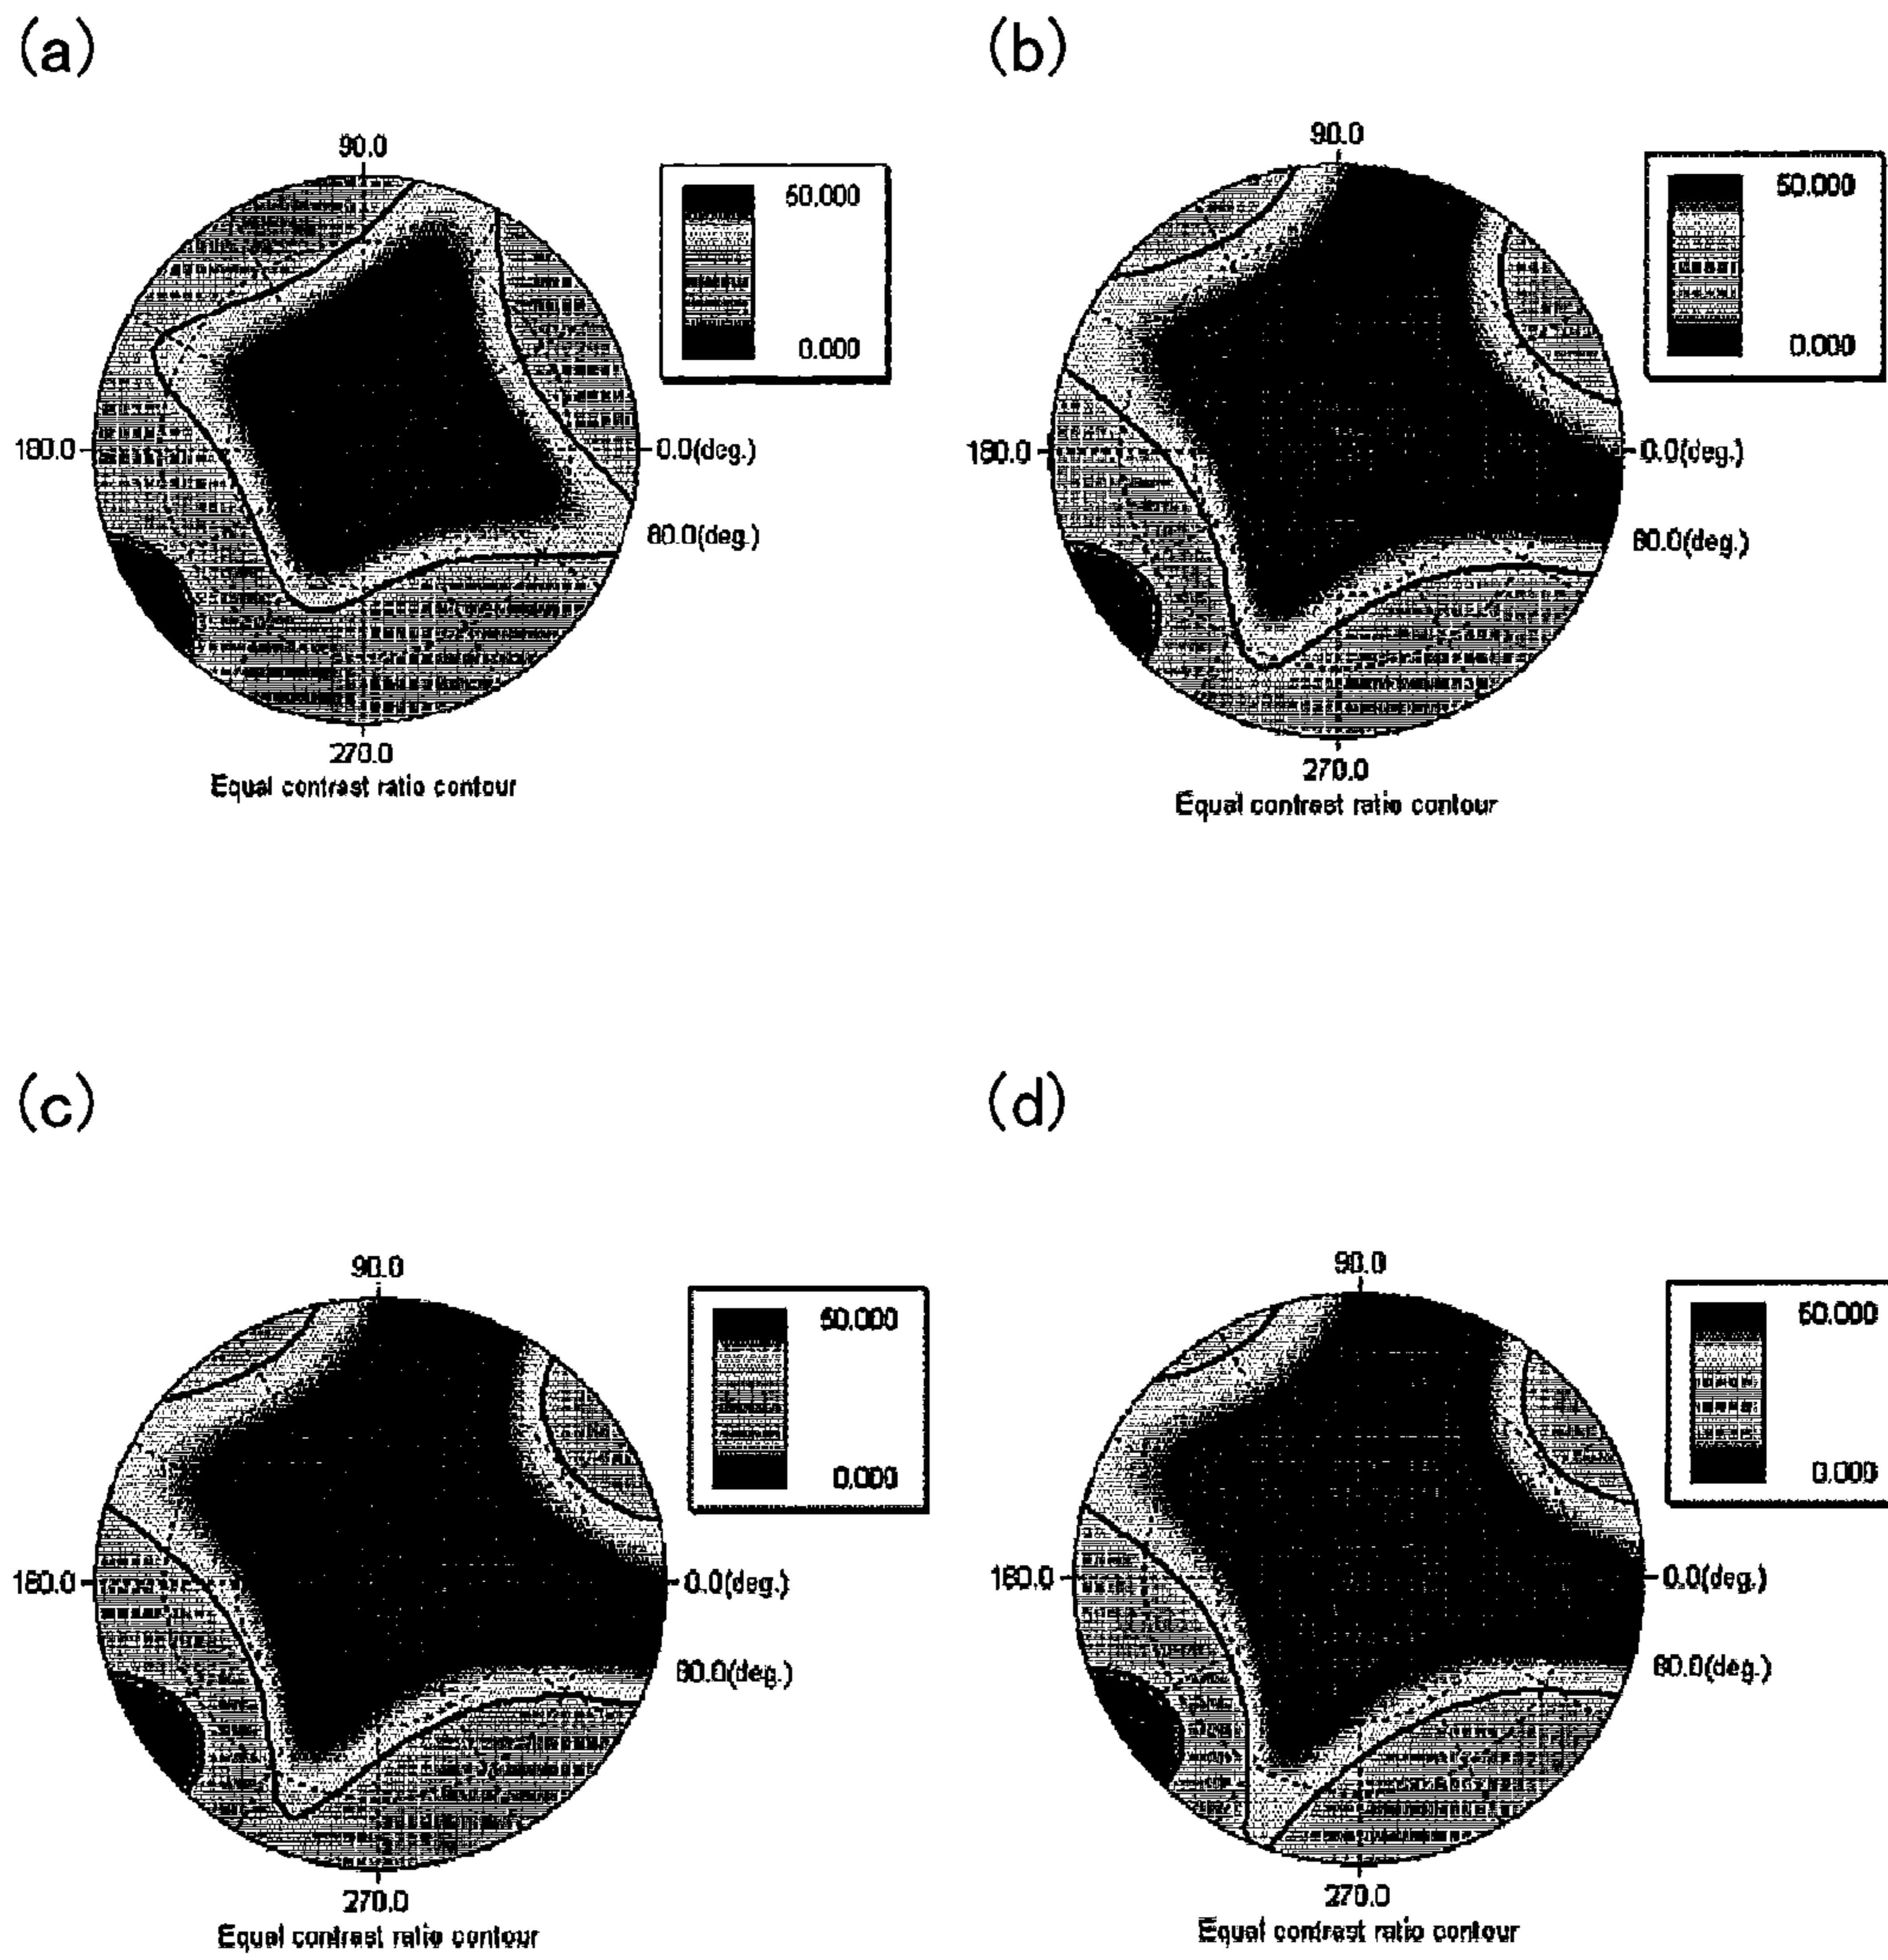 (a)
(b)
90.0
50.000
0.000
180.0
0.0(deg.)
80.0(deg.)
270.0
Equal contrast ratio contour
90.0
50.000
0.000
180.0
0.0(deg.)
80.0(deg.)
270.0
Equal contrast ratio contour
(c)
(d)
90.0
50.000
0.000
180.0
0.0(deg.)
80.0(deg.)
270.0
Equal contrast ratio contour
90.0
50.000
0.000
180.0
0.0(deg.)
80.0(deg.)
270.0
Equal contrast ratio contour